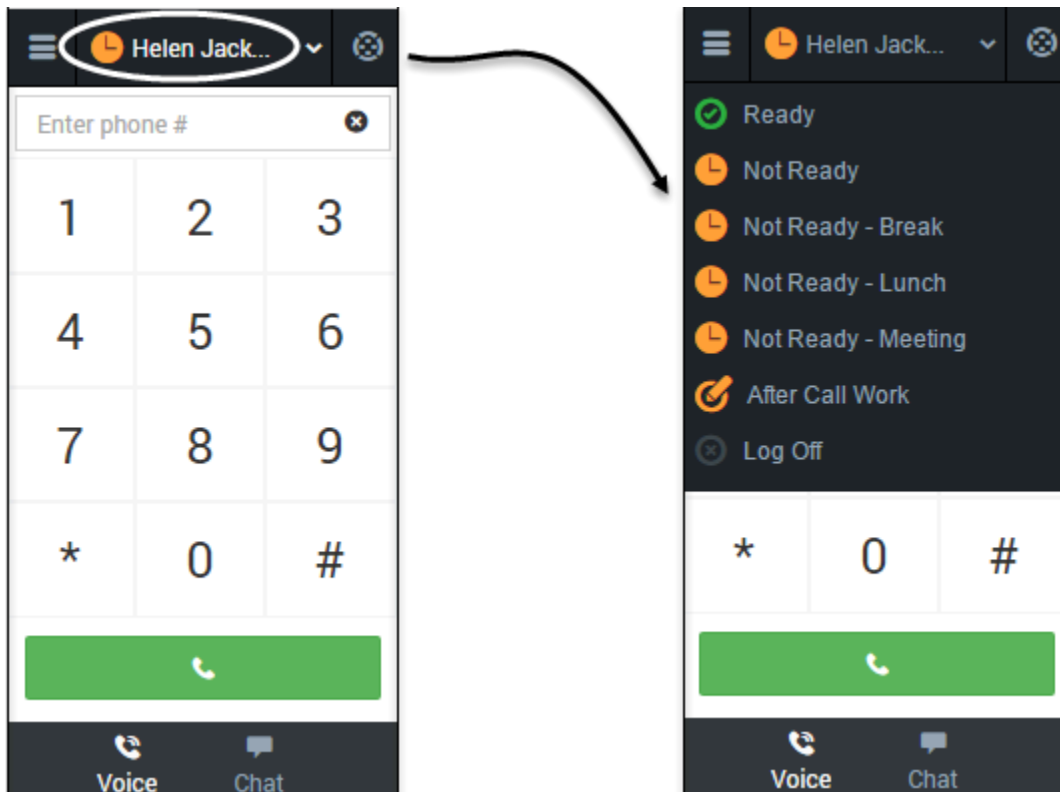 Helen Jack...
Enter phone #
1 2 3
4 5 6
7 8 9
* 0 #
Voice Chat
Helen Jack...
Ready
Not Ready
Not Ready - Break
Not Ready - Lunch
Not Ready - Meeting
After Call Work
Log Off
* 0 #
Voice Chat